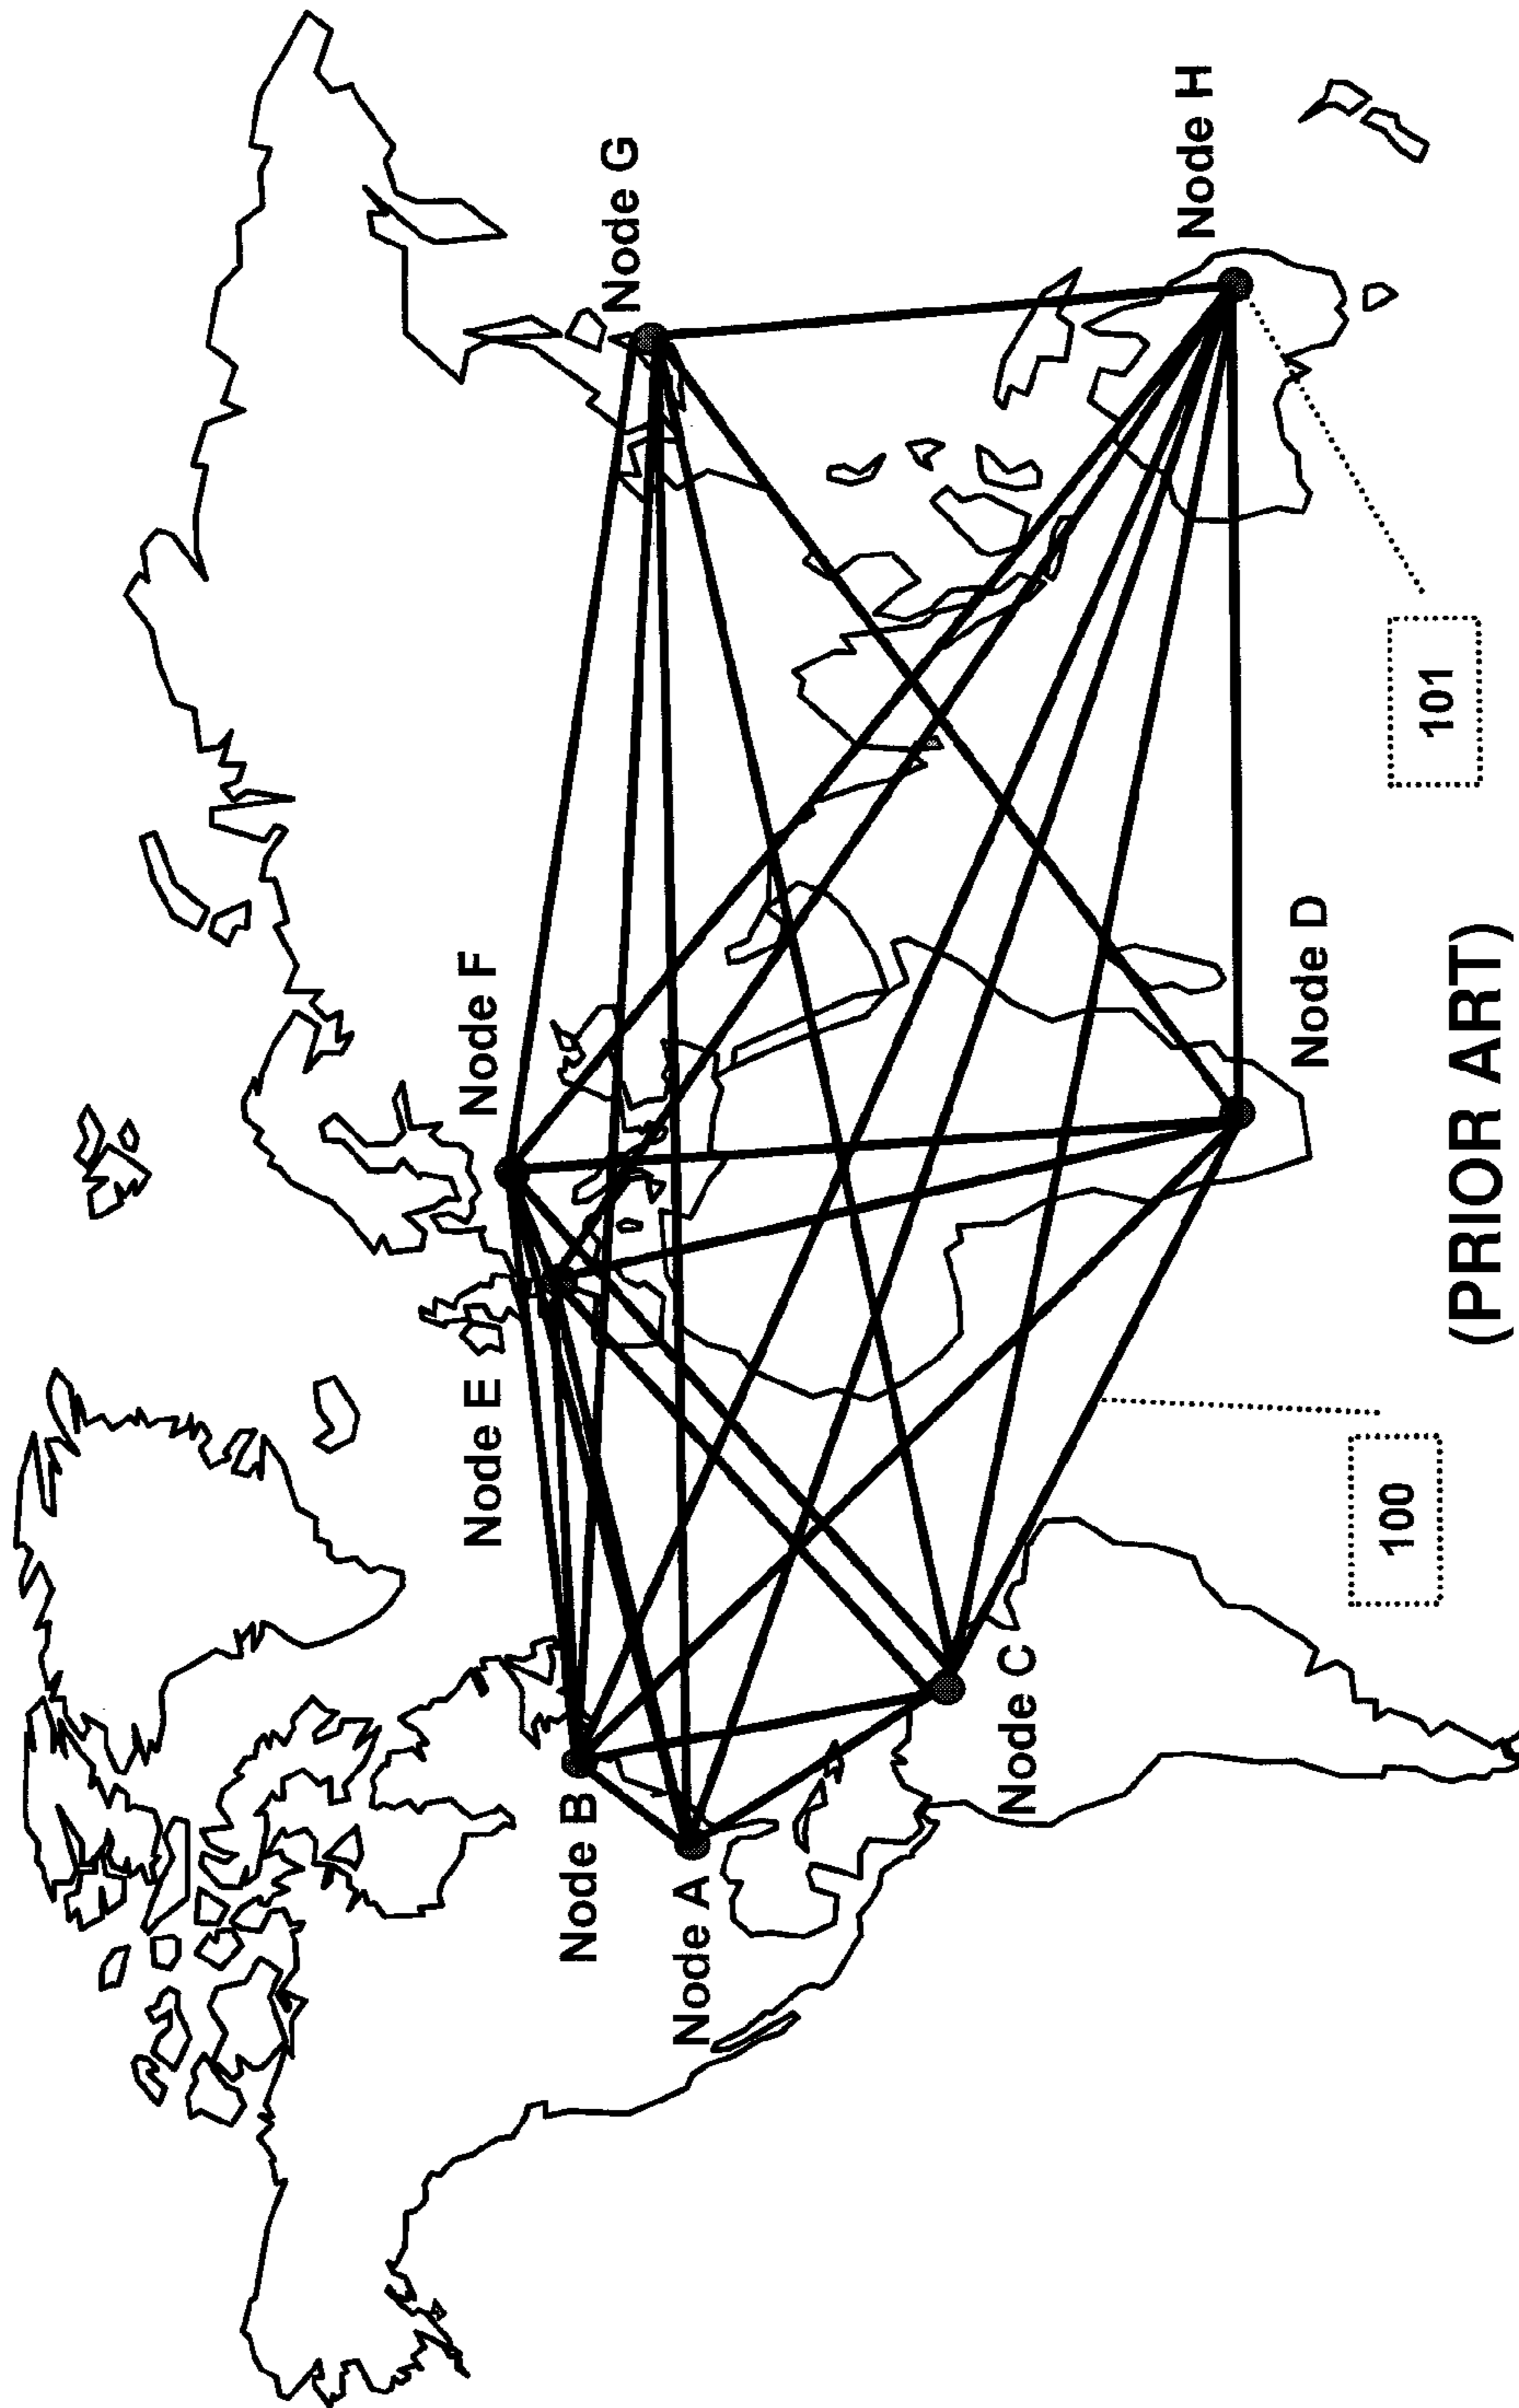 Node F
Node G
Node E
Node B
Node A
Node H
Node C
Node D
100
101
(PRIOR ART)